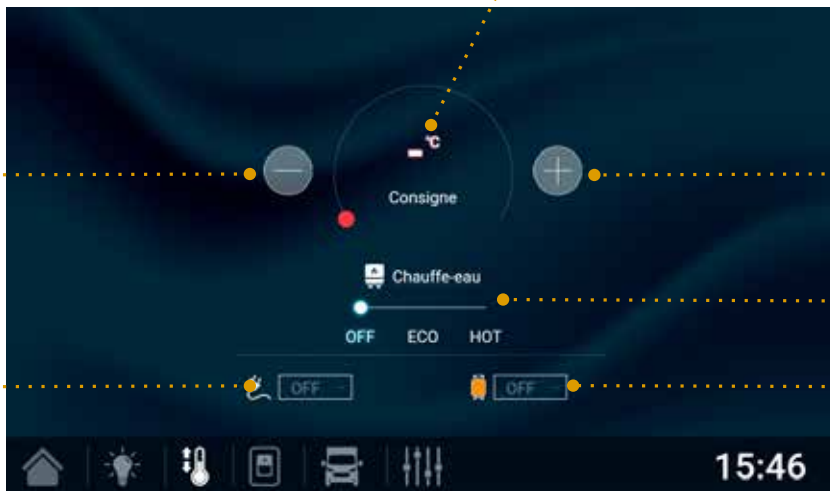 - °C
Consigne
Chauffe-eau
OFF ECO HOT
OFF OFF
15:46